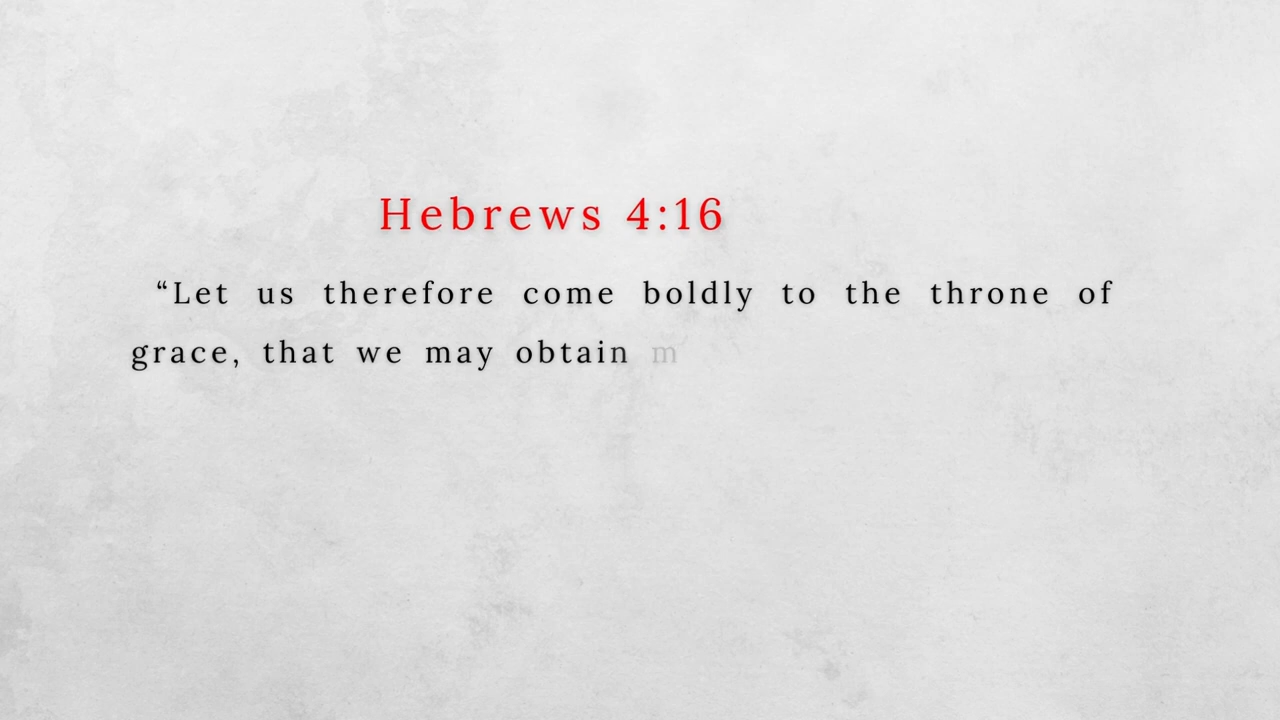 Hebrews 4:16
“Let us therefore come boldly to the throne of
grace, that we may obtain m